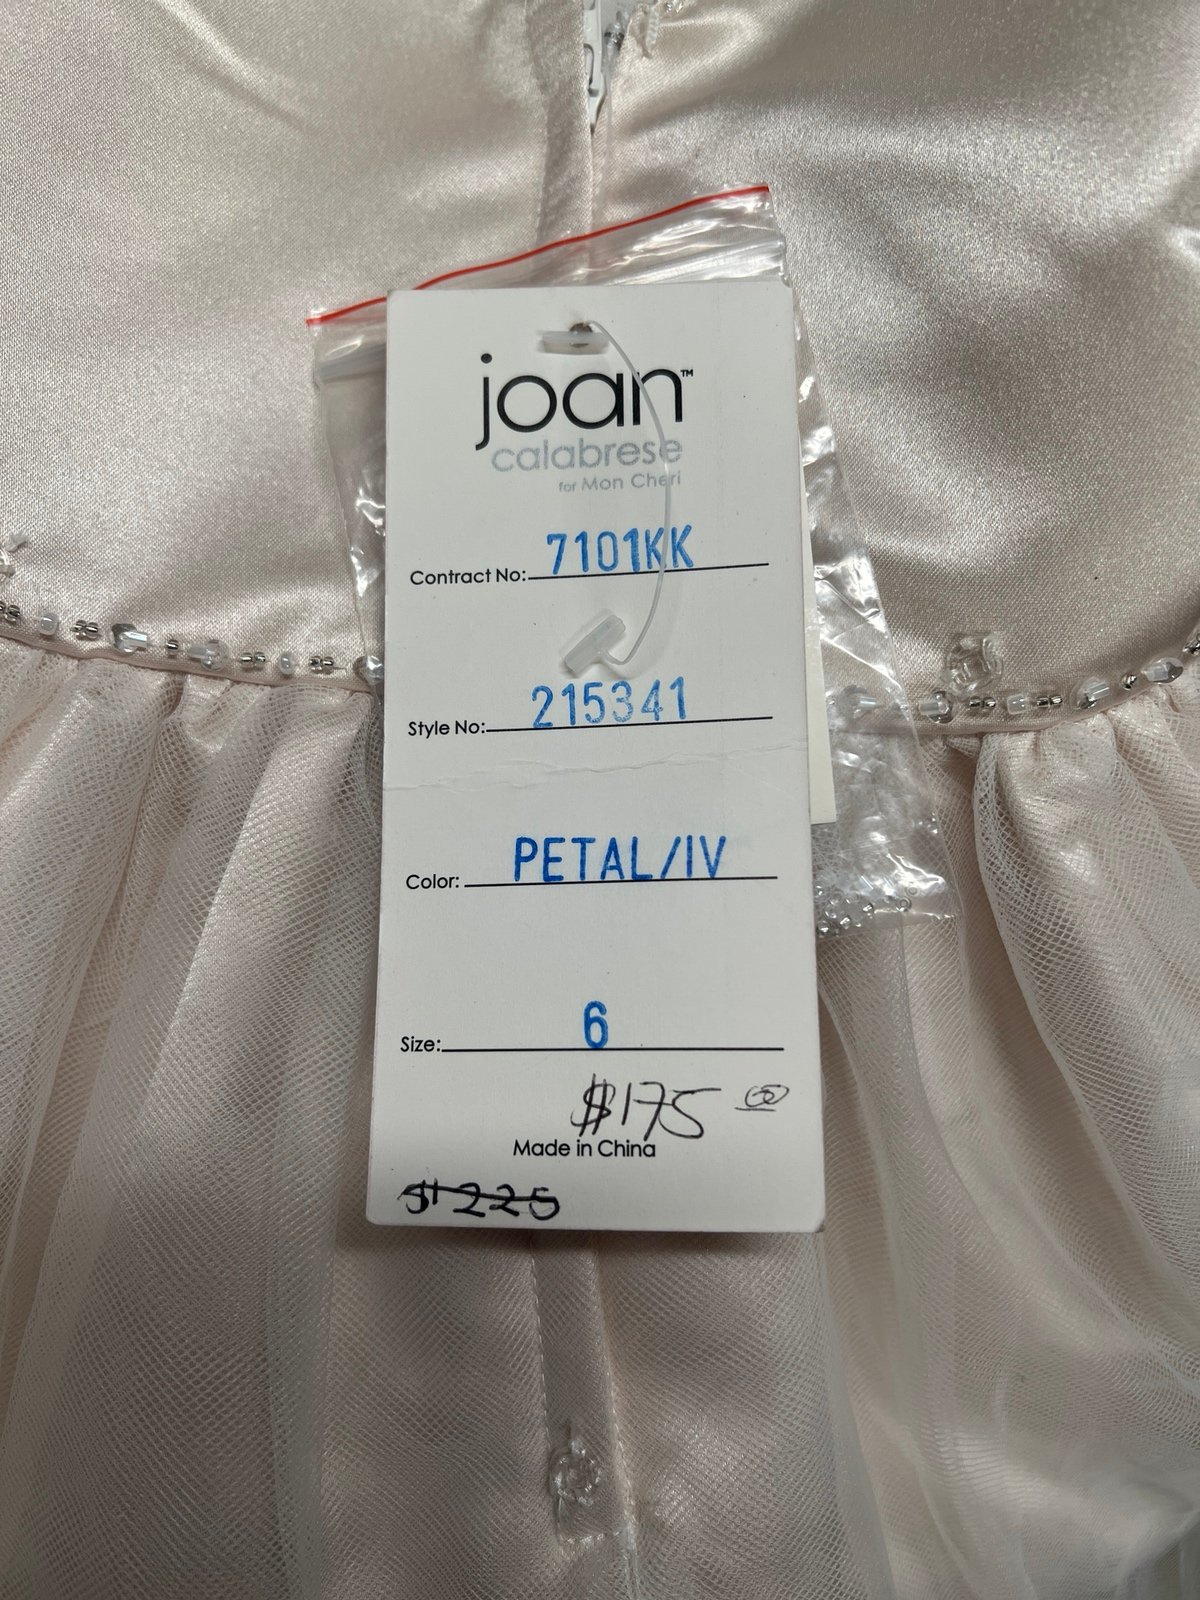 joan™
calabrese
for Mon Cheri
Contract No: 7101KK
Style No: 215341
Color: PETAL/IV
Size: 6
$175 00
Made in China
$225